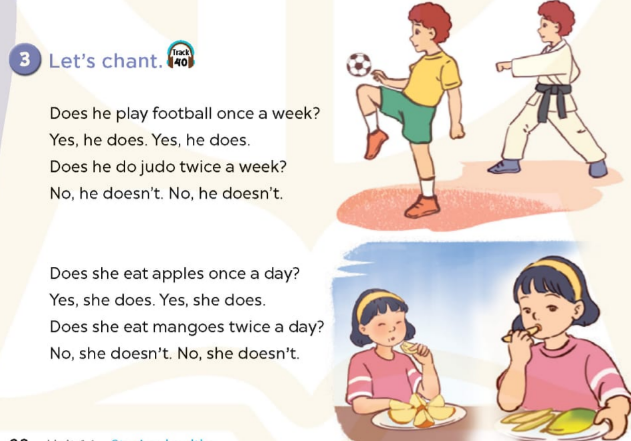 3 Let's chant. Track 40
Does he play football once a week?
Yes, he does. Yes, he does.
Does he do judo twice a week?
No, he doesn't. No, he doesn't.
Does she eat apples once a day?
Yes, she does. Yes, she does.
Does she eat mangoes twice a day?
No, she doesn't. No, she doesn't.